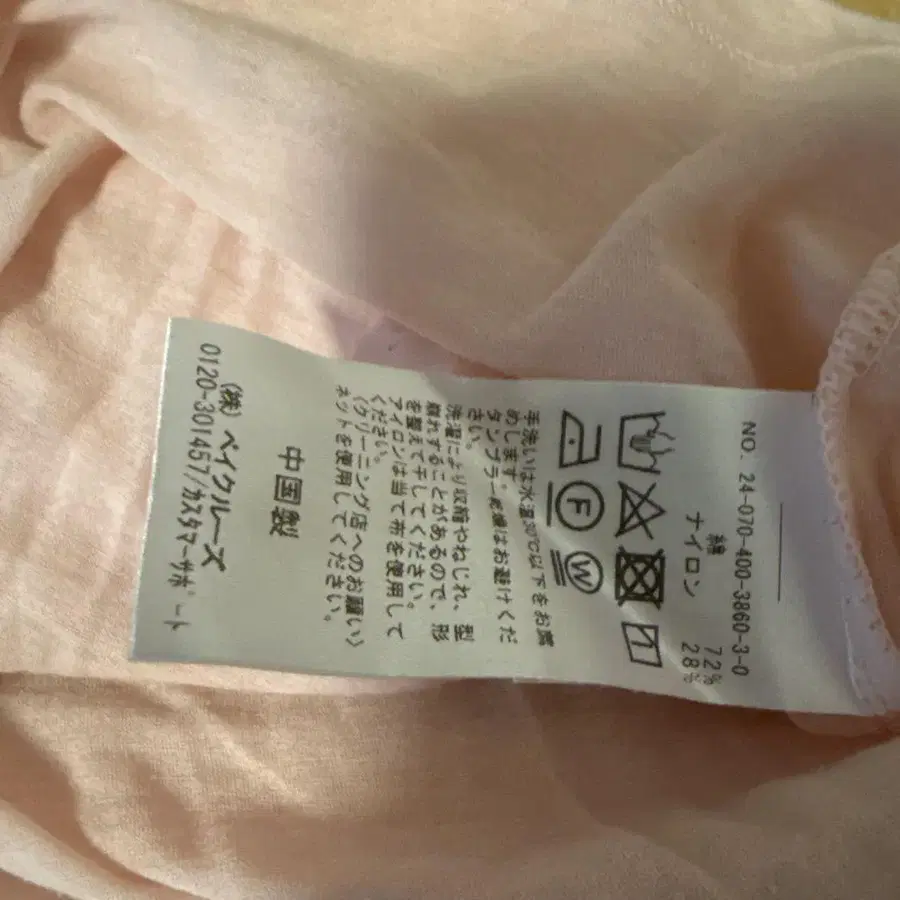 NO. 24-070-400-3860-3-0
綿 72%
ナイロン 28%
W
F
手洗いは水温30℃以下をお薦
めします。
タンブラー乾燥はお避けくだ
さい。
洗濯により収縮やねじれ、型
崩れすることがあるので、形
を整えて干してください。
アイロンは当て布を使用して
ください。
〈クリーニング店へのお願い〉
ネットを使用してください。
中国製
(株)ベイクルーズ
0120-301457/カスタマーサポート